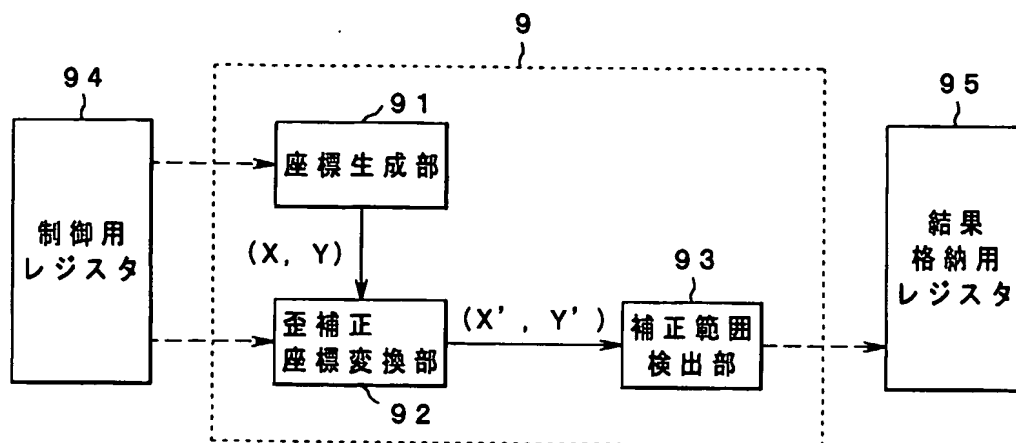 9
94
91
95
座標生成部
制御用
レジスタ
(X, Y)
結果
格納用
レジスタ
93
歪補正
座標変換部
(X', Y')
補正範囲
検出部
92